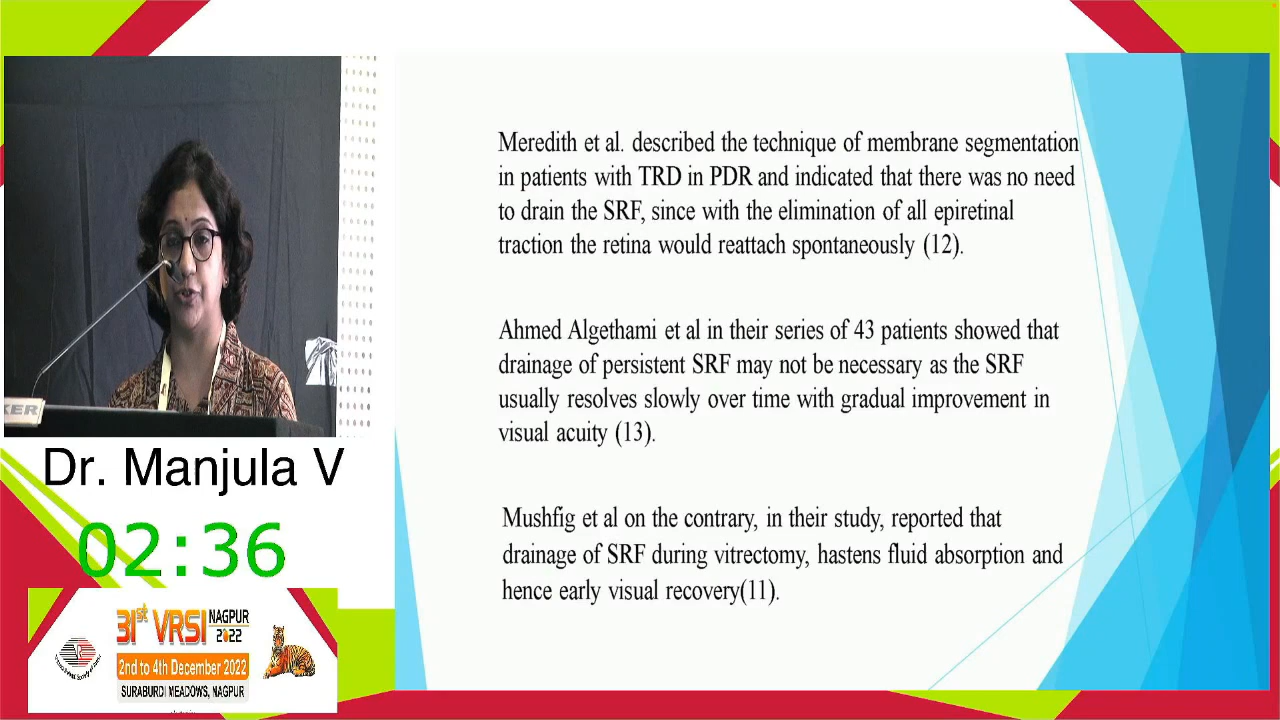 Meredith et al. described the technique of membrane segmentation
in patients with TRD in PDR and indicated that there was no need
to drain the SRF, since with the elimination of all epiretinal
traction the retina would reattach spontaneously (12).
Ahmed Algethami et al in their series of 43 patients showed that
drainage of persistent SRF may not be necessary as the SRF
usually resolves slowly over time with gradual improvement in
visual acuity (13).
Mushfig et al on the contrary, in their study, reported that
drainage of SRF during vitrectomy, hastens fluid absorption and
hence early visual recovery(11).
KER
Dr. Manjula V
02:36
31st VRSI NAGPUR
2022
2nd to 4th December 2022
SURABURDI MEADOWS, NAGPUR